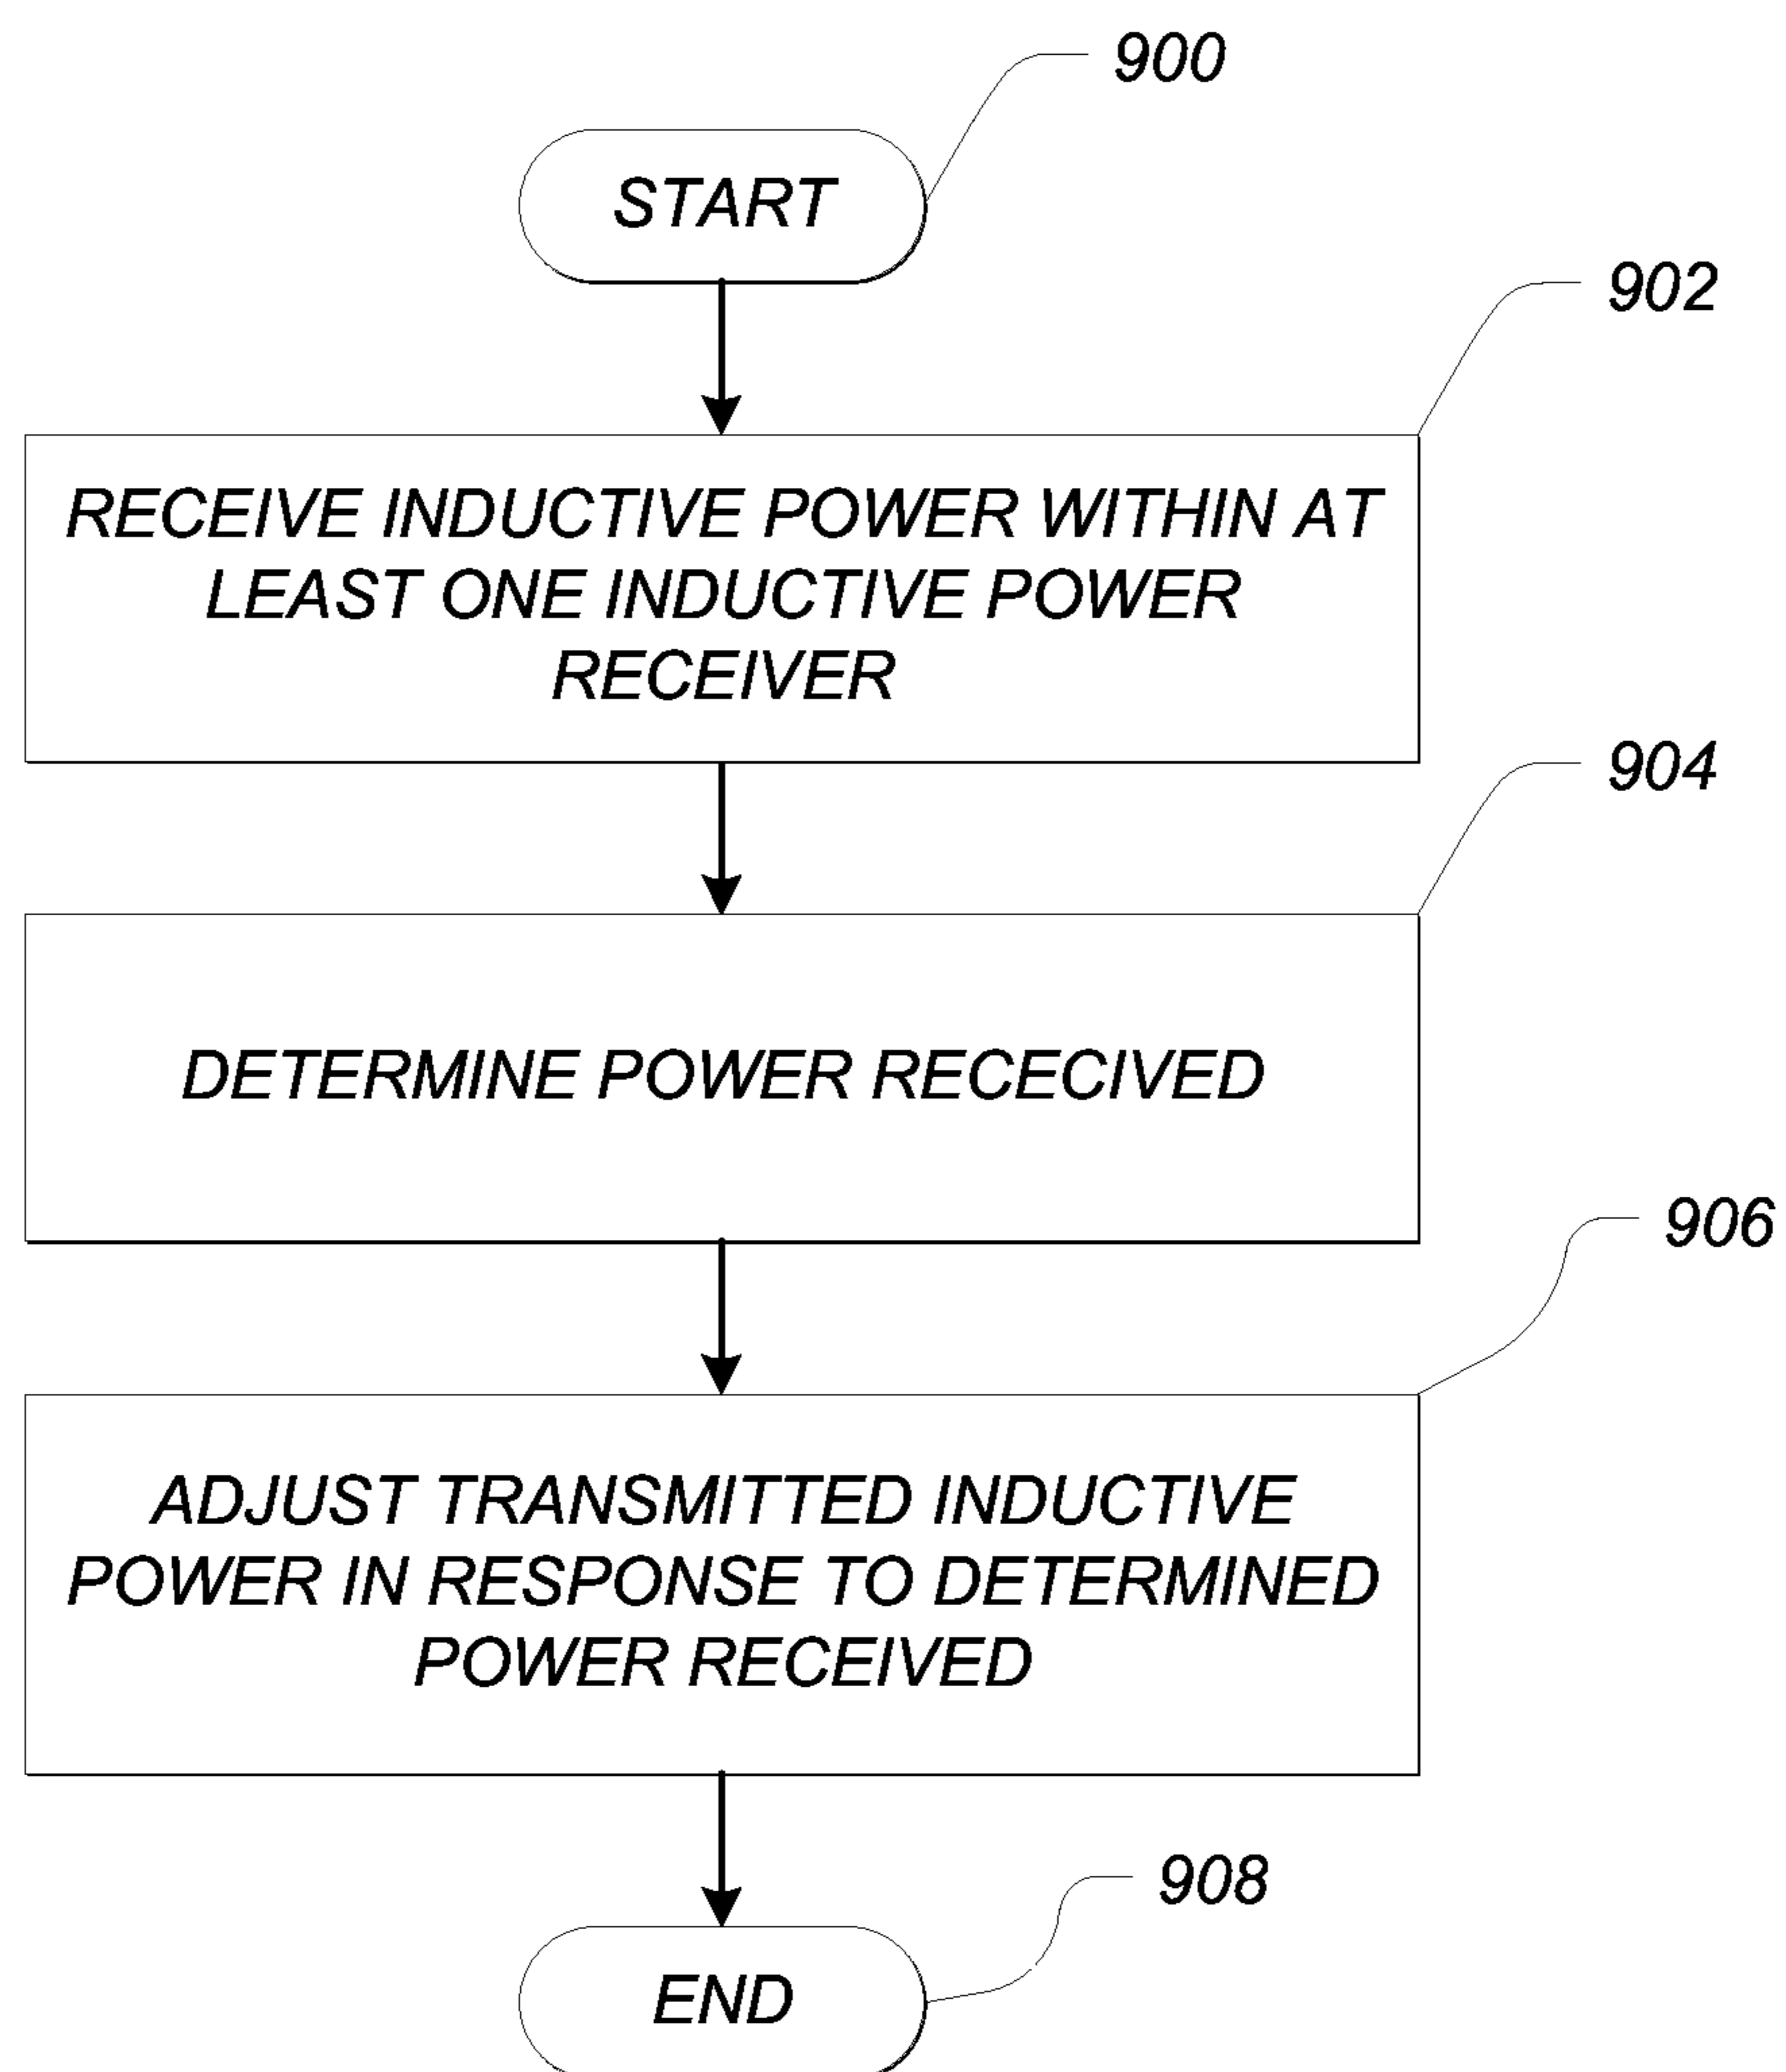 900
START
902
RECEIVE INDUCTIVE POWER WITHIN AT
LEAST ONE INDUCTIVE POWER
RECEIVER
904
DETERMINE POWER RECECIVED
906
ADJUST TRANSMITTED INDUCTIVE
POWER IN RESPONSE TO DETERMINED
POWER RECEIVED
908
END